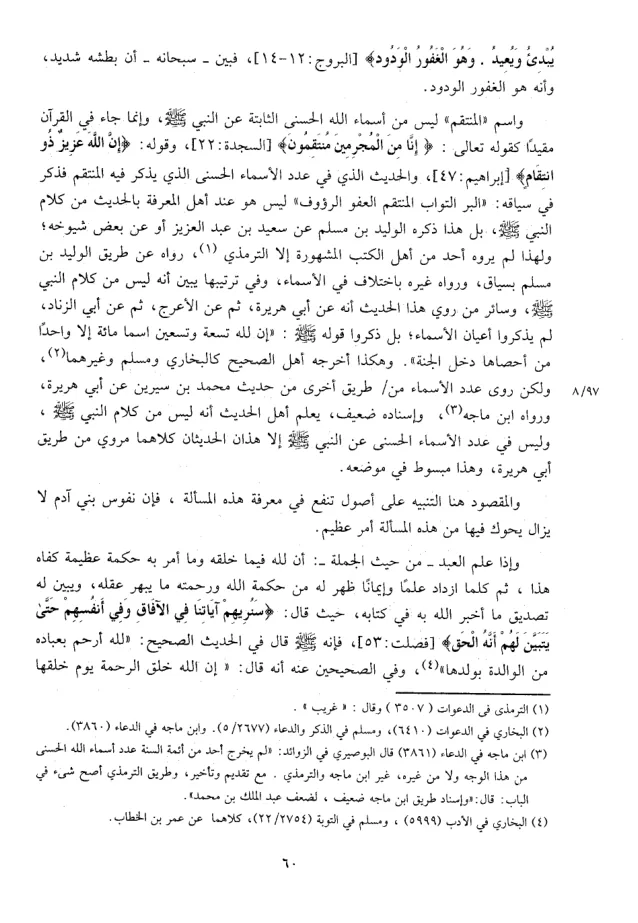 يُبْدِئُ وَيُعِيدُ . وَهُوَ الْغَفُورُ الْوَدُودُ﴾ [البروج:١٢-١٤]، فبين ـ سبحانه ـ أن بطشه شديد،
وأنه هو الغفور الودود.
واسم «المنتقم» ليس من أسماء الله الحسنى الثابتة عن النبي ﷺ، وإنما جاء في القرآن
مقيدًا كقوله تعالى : ﴿ إِنَّا مِنَ الْمُجْرِمِينَ مُنتَقِمُونَ﴾ [السجدة:٢٢]، وقوله: ﴿إِنَّ اللَّهَ عَزِيزٌ ذُو
انتِقَامٍ﴾ [إبراهيم:٤٧]، والحديث الذي في عدد الأسماء الحسنى الذي يذكر فيه المنتقم فذكر
في سياقه: «البر التواب المنتقم العفو الرؤوف» ليس هو عند أهل المعرفة بالحديث من كلام
النبي ﷺ، بل هذا ذكره الوليد بن مسلم عن سعيد بن عبد العزيز أو عن بعض شيوخه؛
ولهذا لم يروه أحد من أهل الكتب المشهورة إلا الترمذي (١)، رواه عن طريق الوليد بن
مسلم بسياق، ورواه غيره باختلاف في الأسماء، وفي ترتيبها يبين أنه ليس من كلام النبي
ﷺ، وسائر من روي هذا الحديث أنه عن أبي هريرة، ثم عن الأعرج، ثم عن أبي الزناد،
لم يذكروا أعيان الأسماء؛ بل ذكروا قوله ﷺ : «إن لله تسعة وتسعين اسما مائة إلا واحدًا
من أحصاها دخل الجنة». وهكذا أخرجه أهل الصحيح كالبخاري ومسلم وغيرهما(٢)،
ولكن روى عدد الأسماء من/ طريق أخرى من حديث محمد بن سيرين عن أبي هريرة، ٨/٩٧
ورواه ابن ماجه(٣)، وإسناده ضعيف، يعلم أهل الحديث أنه ليس من كلام النبي ﷺ ،
وليس في عدد الأسماء الحسنى عن النبي ﷺ إلا هذان الحديثان كلاهما مروي من طريق
أبي هريرة، وهذا مبسوط في موضعه.
والمقصود هنا التنبيه على أصول تنفع في معرفة هذه المسألة ، فإن نفوس بني آدم لا
يزال يحوك فيها من هذه المسألة أمر عظيم.
وإذا علم العبد ـ من حيث الجملة ـ: أن لله فيما خلقه وما أمر به حكمة عظيمة كفاه
هذا ، ثم كلما ازداد علمًا وإيمانًا ظهر له من حكمة الله ورحمته ما يبهر عقله، ويبين له
تصديق ما أخبر الله به في كتابه، حيث قال: ﴿سَنُرِيهِمْ آيَاتِنَا فِي الْآفَاقِ وَفِي أَنفُسِهِمْ حَتَّىٰ
يَتَبَيَّنَ لَهُمْ أَنَّهُ الْحَقُّ﴾ [فصلت:٥٣]، فإنه ﷺ قال في الحديث الصحيح: «لله أرحم بعباده
من الوالدة بولدها»(٤)، وفي الصحيحين عنه أنه قال: « إن الله خلق الرحمة يوم خلقها
(١) الترمذى فى الدعوات ( ٣٥٠٧ ) وقال : « غريب » .
(٢) البخاري في الدعوات (٦٤١٠)، ومسلم في الذكر والدعاء (٥/٢٦٧٧). وابن ماجه في الدعاء (٣٨٦٠).
(٣) ابن ماجه في الدعاء (٣٨٦١) قال البوصيري في الزوائد: «لم يخرج أحد من أئمة السنة عدد أسماء الله الحسنى
من هذا الوجه ولا من غيره، غير ابن ماجه والترمذي . مع تقديم وتأخير، وطريق الترمذي أصح شىء في
الباب: قال: «وإسناد طريق ابن ماجه ضعيف ، لضعف عبد الملك بن محمد».
(٤) البخاري في الأدب (٥٩٩٩) ، ومسلم في التوبة (٢٢/٢٧٥٤)، كلاهما عن عمر بن الخطاب.
٦٠